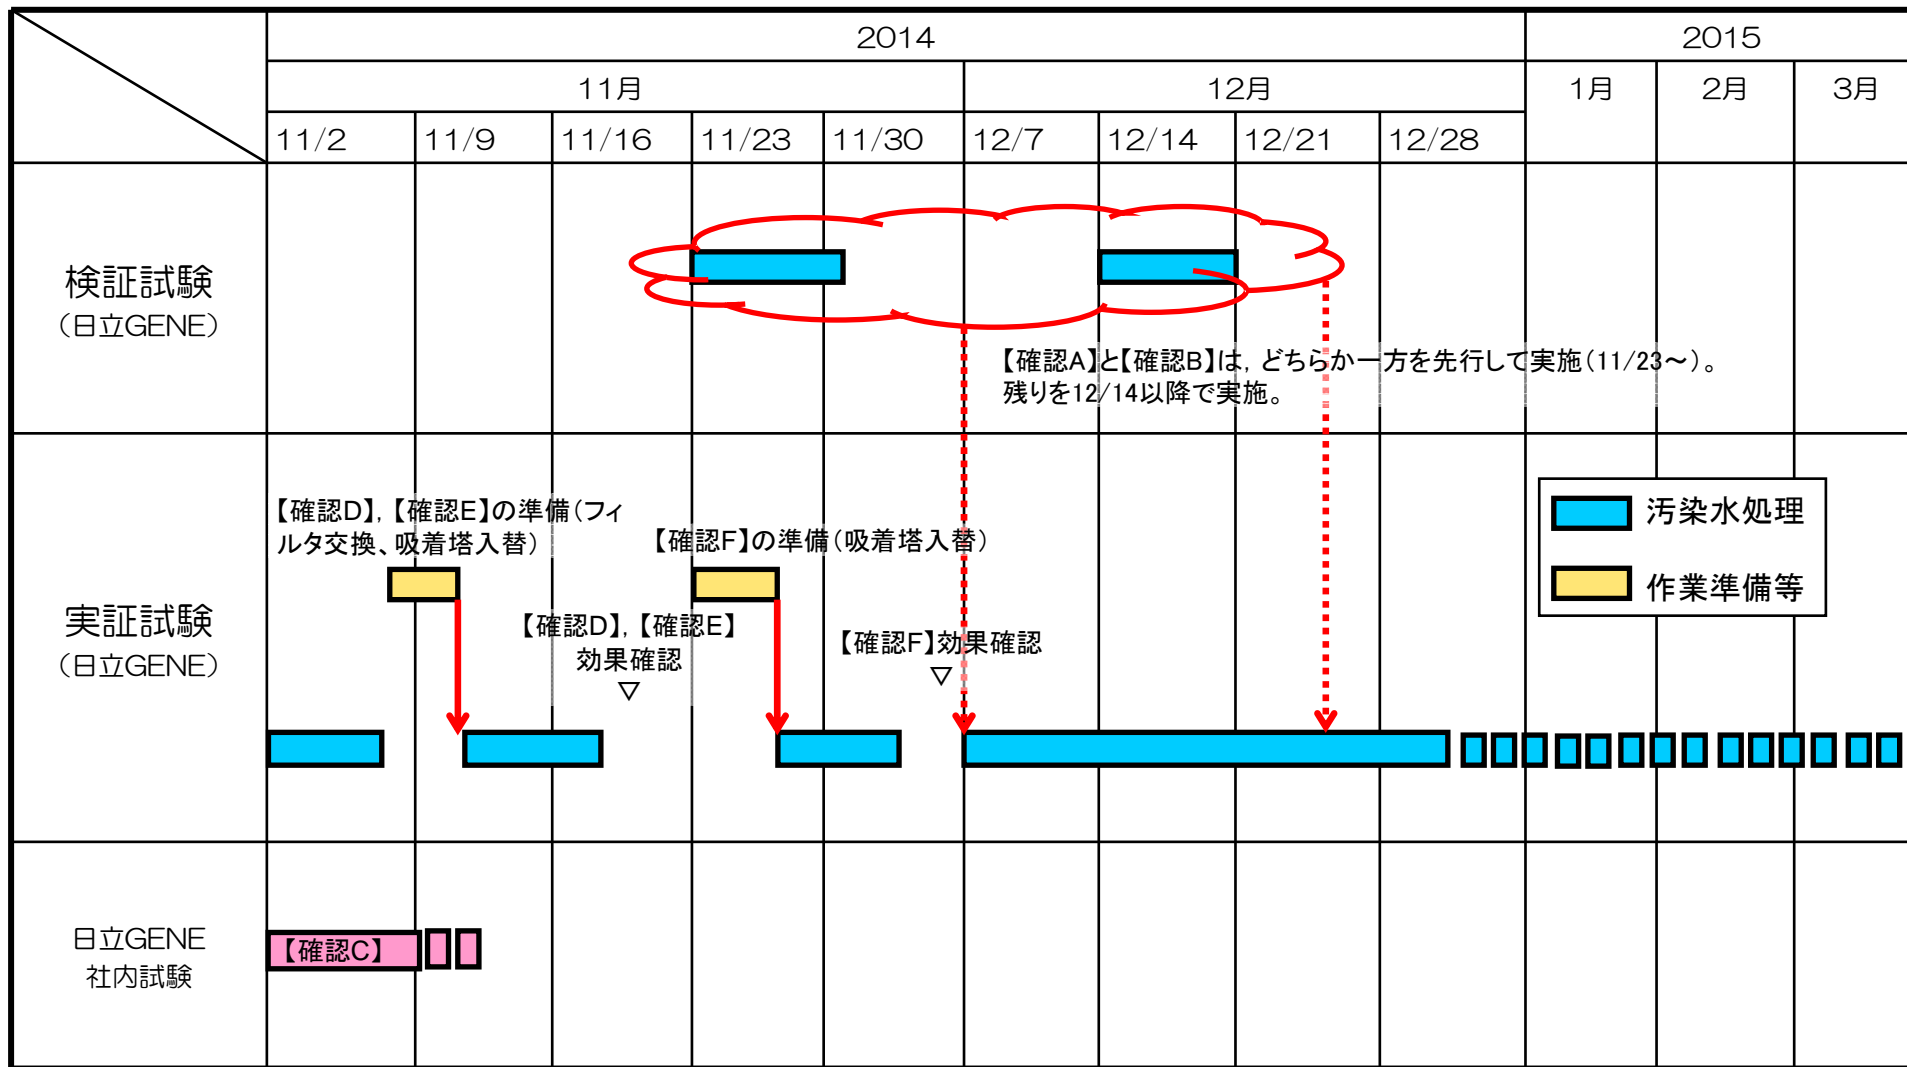 2014
2015
11月
12月
1月
2月
3月
11/2
11/9
11/16
11/23
11/30
12/7
12/14
12/21
12/28
検証試験
（日立GENE）
【確認A】と【確認B】は，どちらか一方を先行して実施（11/23～）。
残りを12/14以降で実施。
実証試験
（日立GENE）
【確認D】，【確認E】の準備（フィ
ルタ交換、吸着塔入替）
【確認F】の準備（吸着塔入替）
【確認D】，【確認E】
効果確認
▽
【確認F】効果確認
▽
汚染水処理
作業準備等
日立GENE
社内試験
【確認C】